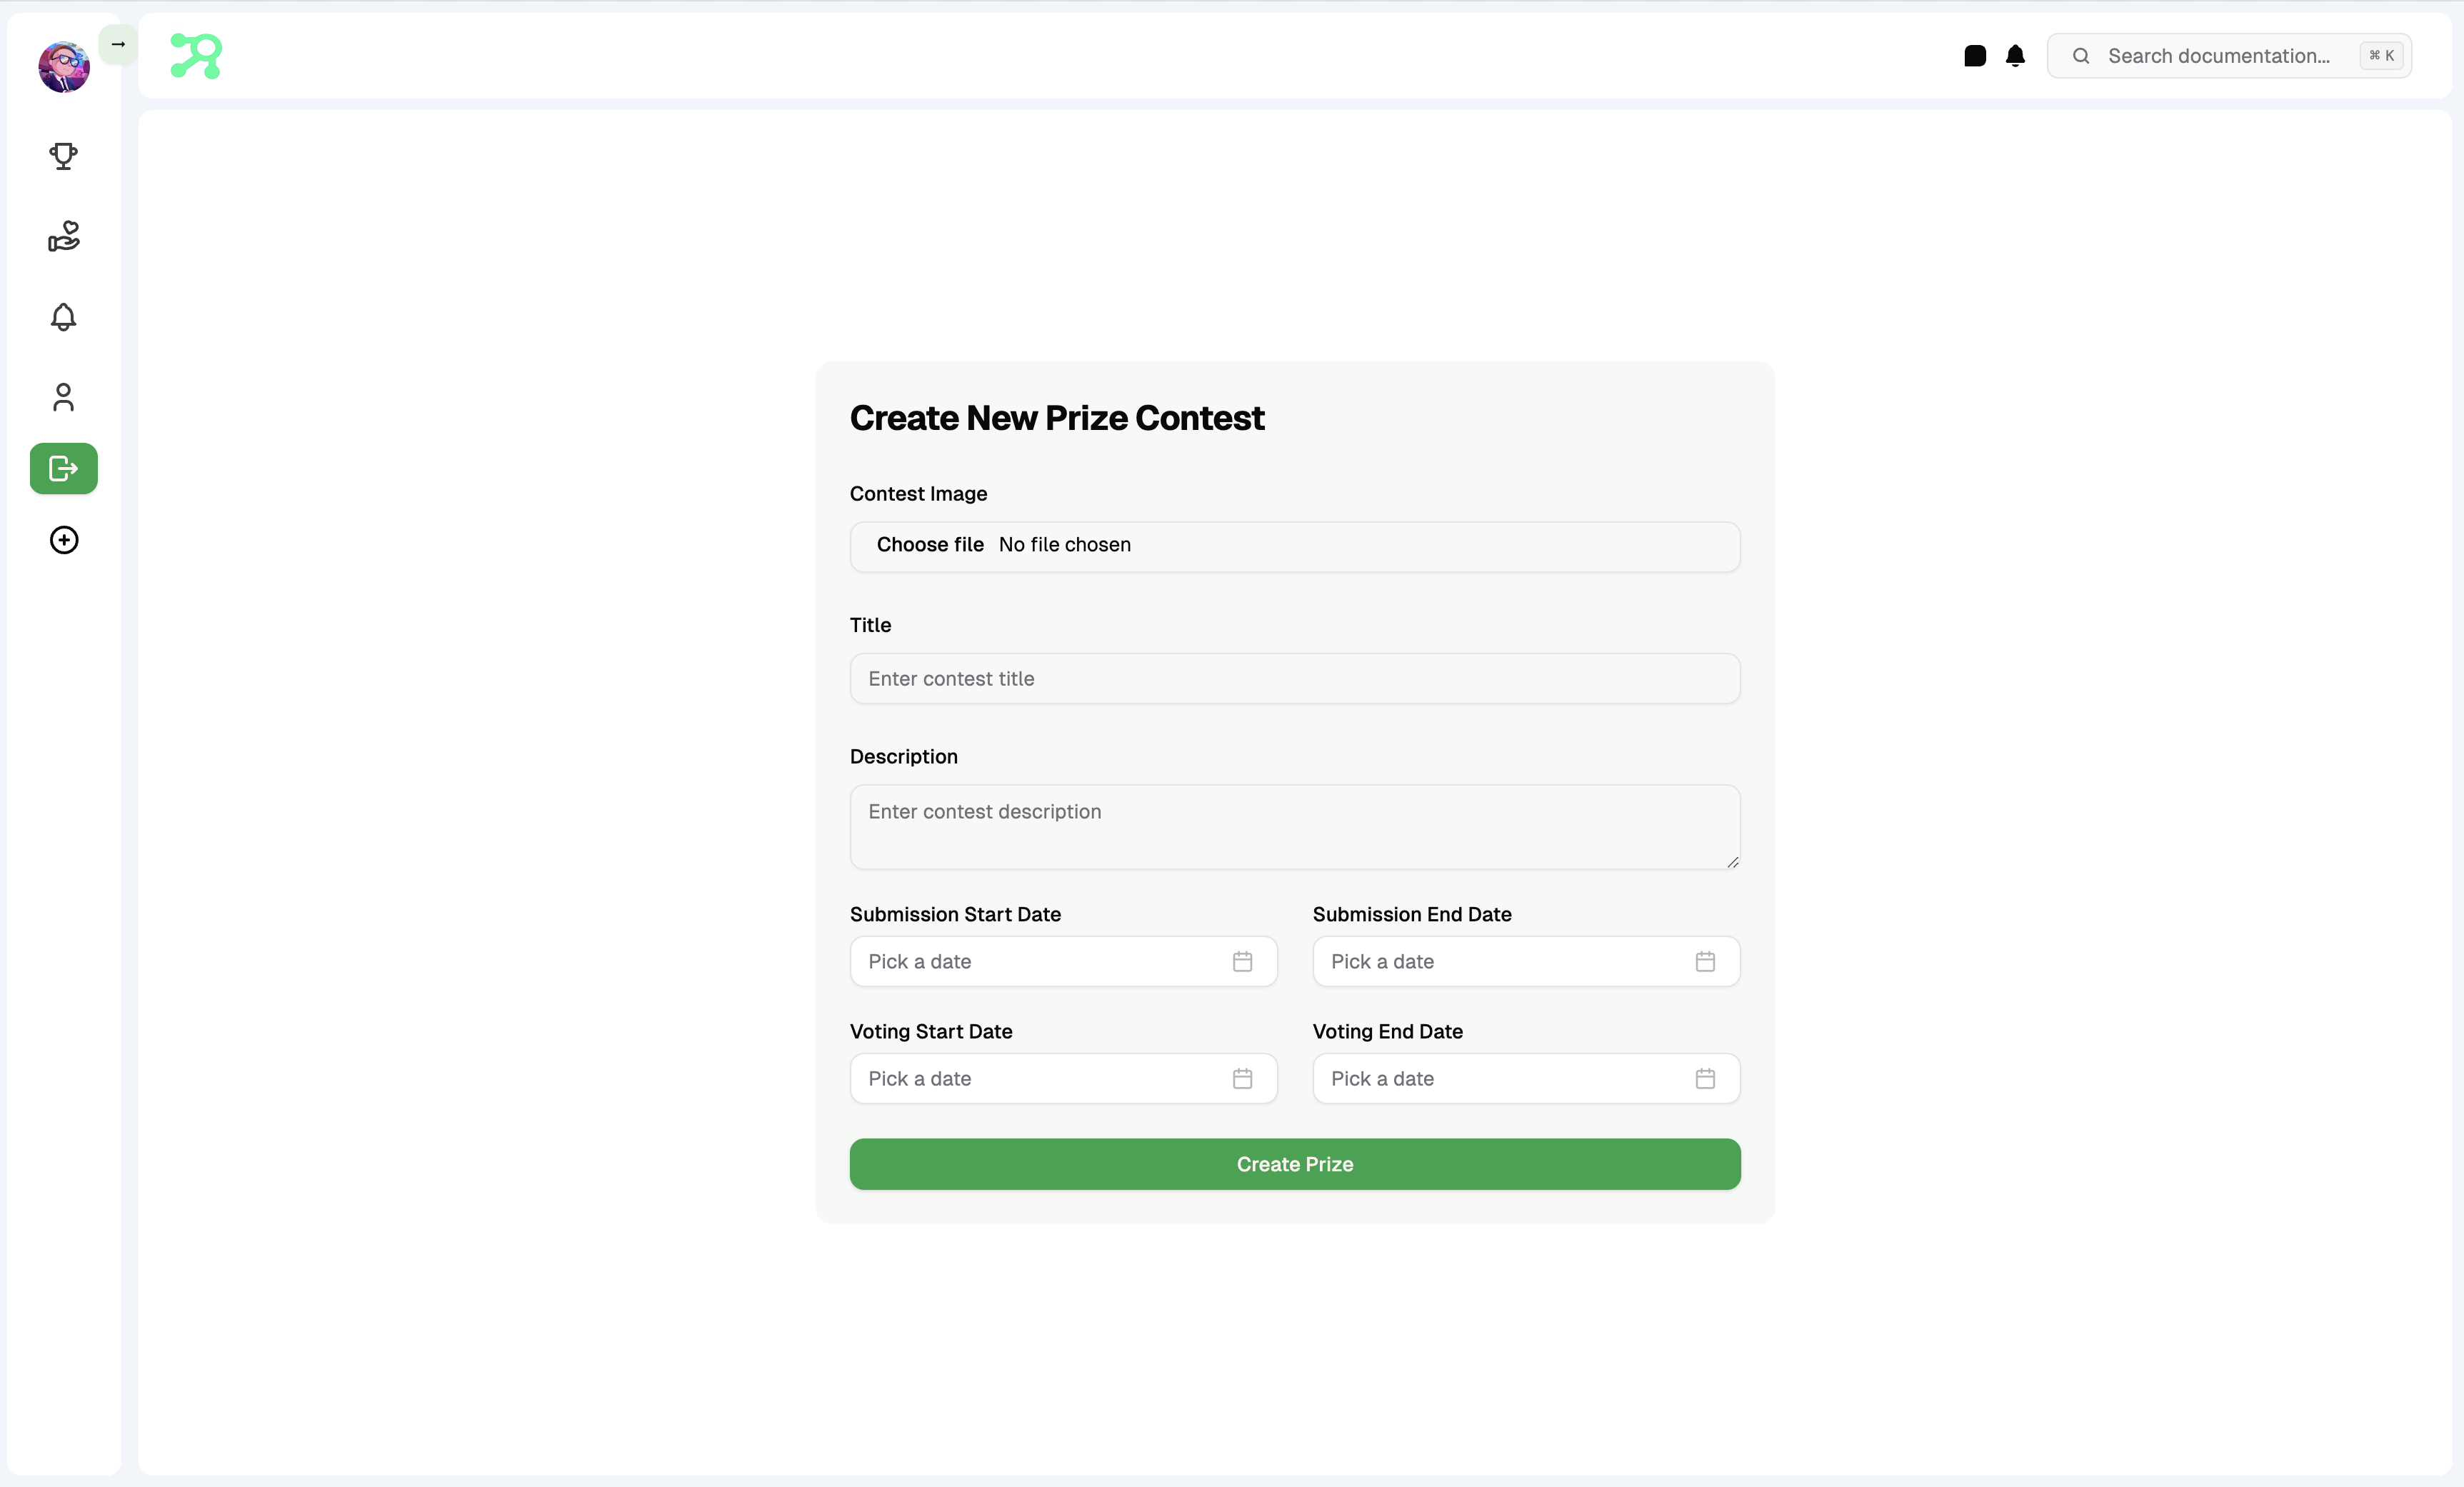 Search documentation... ⌘ K
Create New Prize Contest
Contest Image
Choose file No file chosen
Title
Enter contest title
Description
Enter contest description
Submission Start Date Submission End Date
Pick a date Pick a date
Voting Start Date Voting End Date
Pick a date Pick a date
Create Prize